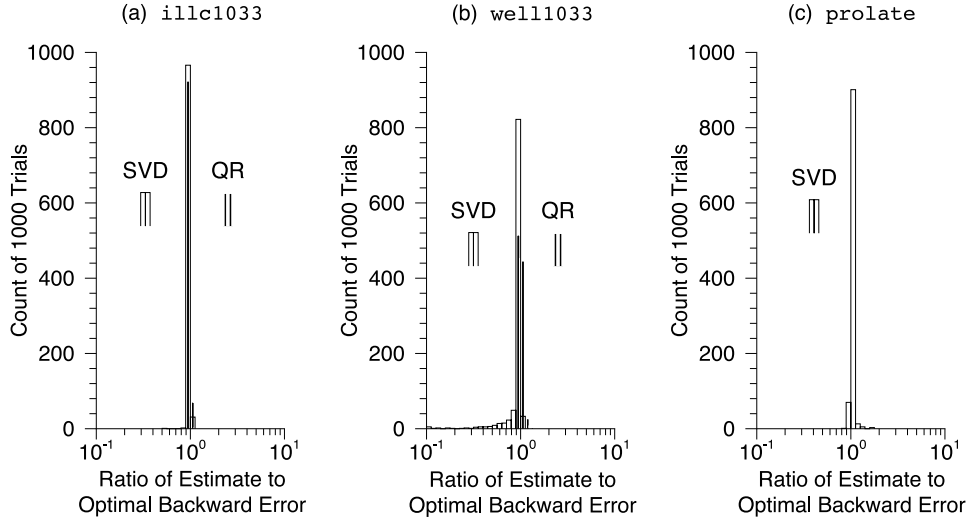 (a) illc1033
1000
800
600
400
200
0
Count of 1000 Trials
SVD
QR
10^-1
10^0
10^1
Ratio of Estimate to
Optimal Backward Error
(b) well1033
1000
800
600
400
200
0
Count of 1000 Trials
SVD
QR
10^-1
10^0
10^1
Ratio of Estimate to
Optimal Backward Error
(c) prolate
1000
800
600
400
200
0
Count of 1000 Trials
SVD
10^-1
10^0
10^1
Ratio of Estimate to
Optimal Backward Error